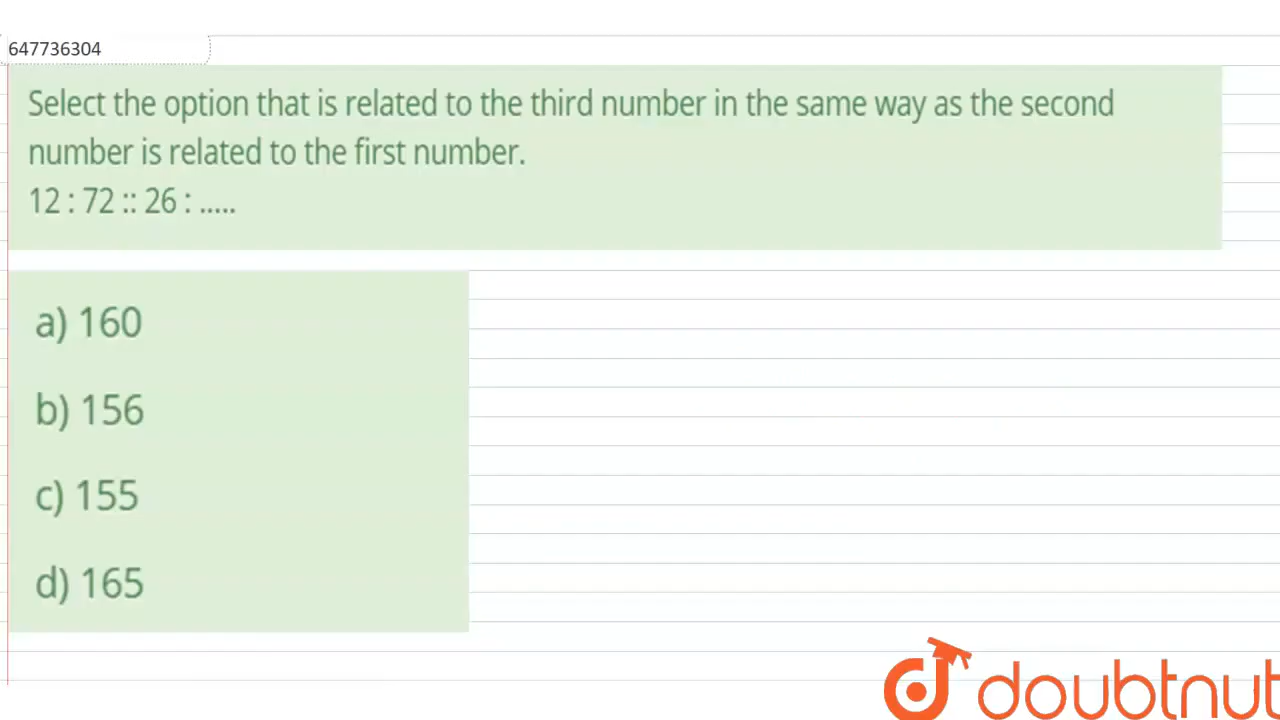 647736304
Select the option that is related to the third number in the same way as the second
number is related to the first number.
12 : 72 :: 26 : .....
a) 160
b) 156
c) 155
d) 165
doubtnut